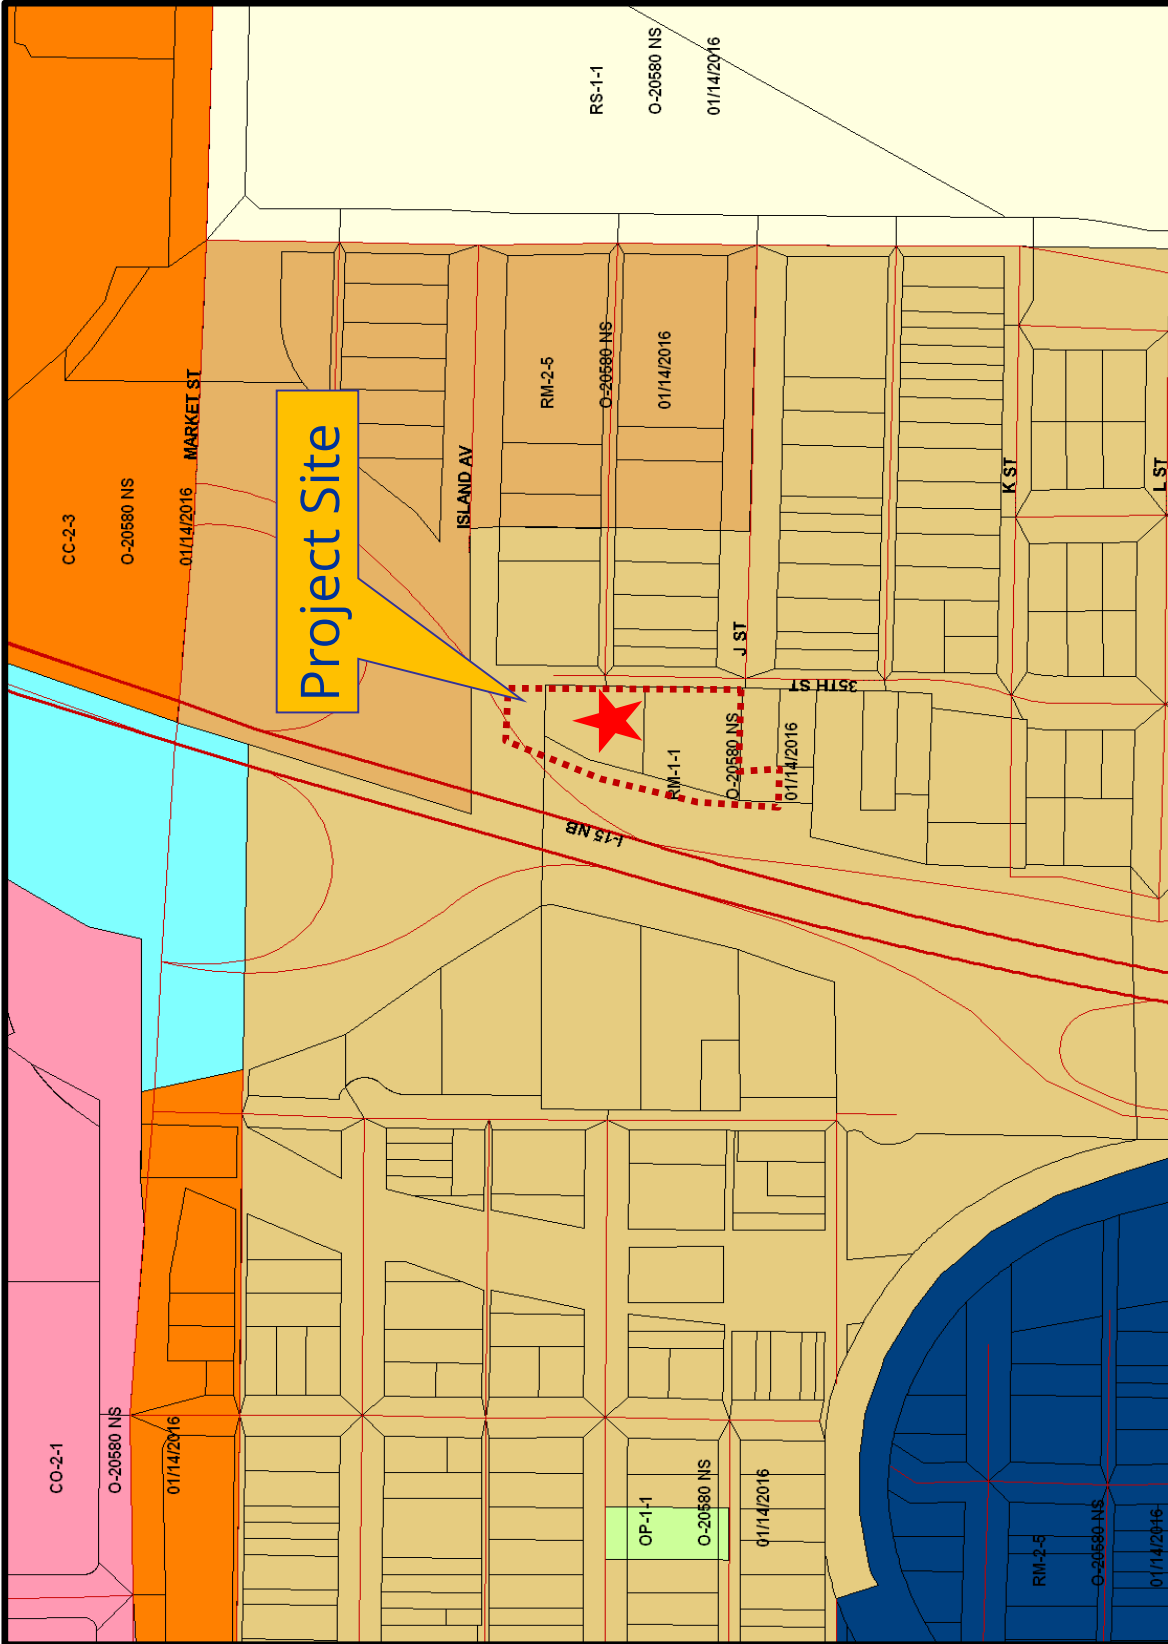 CO-2-1
O-20580 NS
01/14/2016
CC-2-3
O-20580 NS
01/14/2016
MARKET ST
Project Site
ISLAND AV
RM-2-5
O-20580 NS
01/14/2016
RS-1-1
O-20580 NS
01/14/2016
I-15 NB
RM-1-1
O-20580 NS
01/14/2016
J ST
35TH ST
OP-1-1
O-20580 NS
01/14/2016
K ST
L ST
RM-2-5
O-20580 NS
01/14/2016